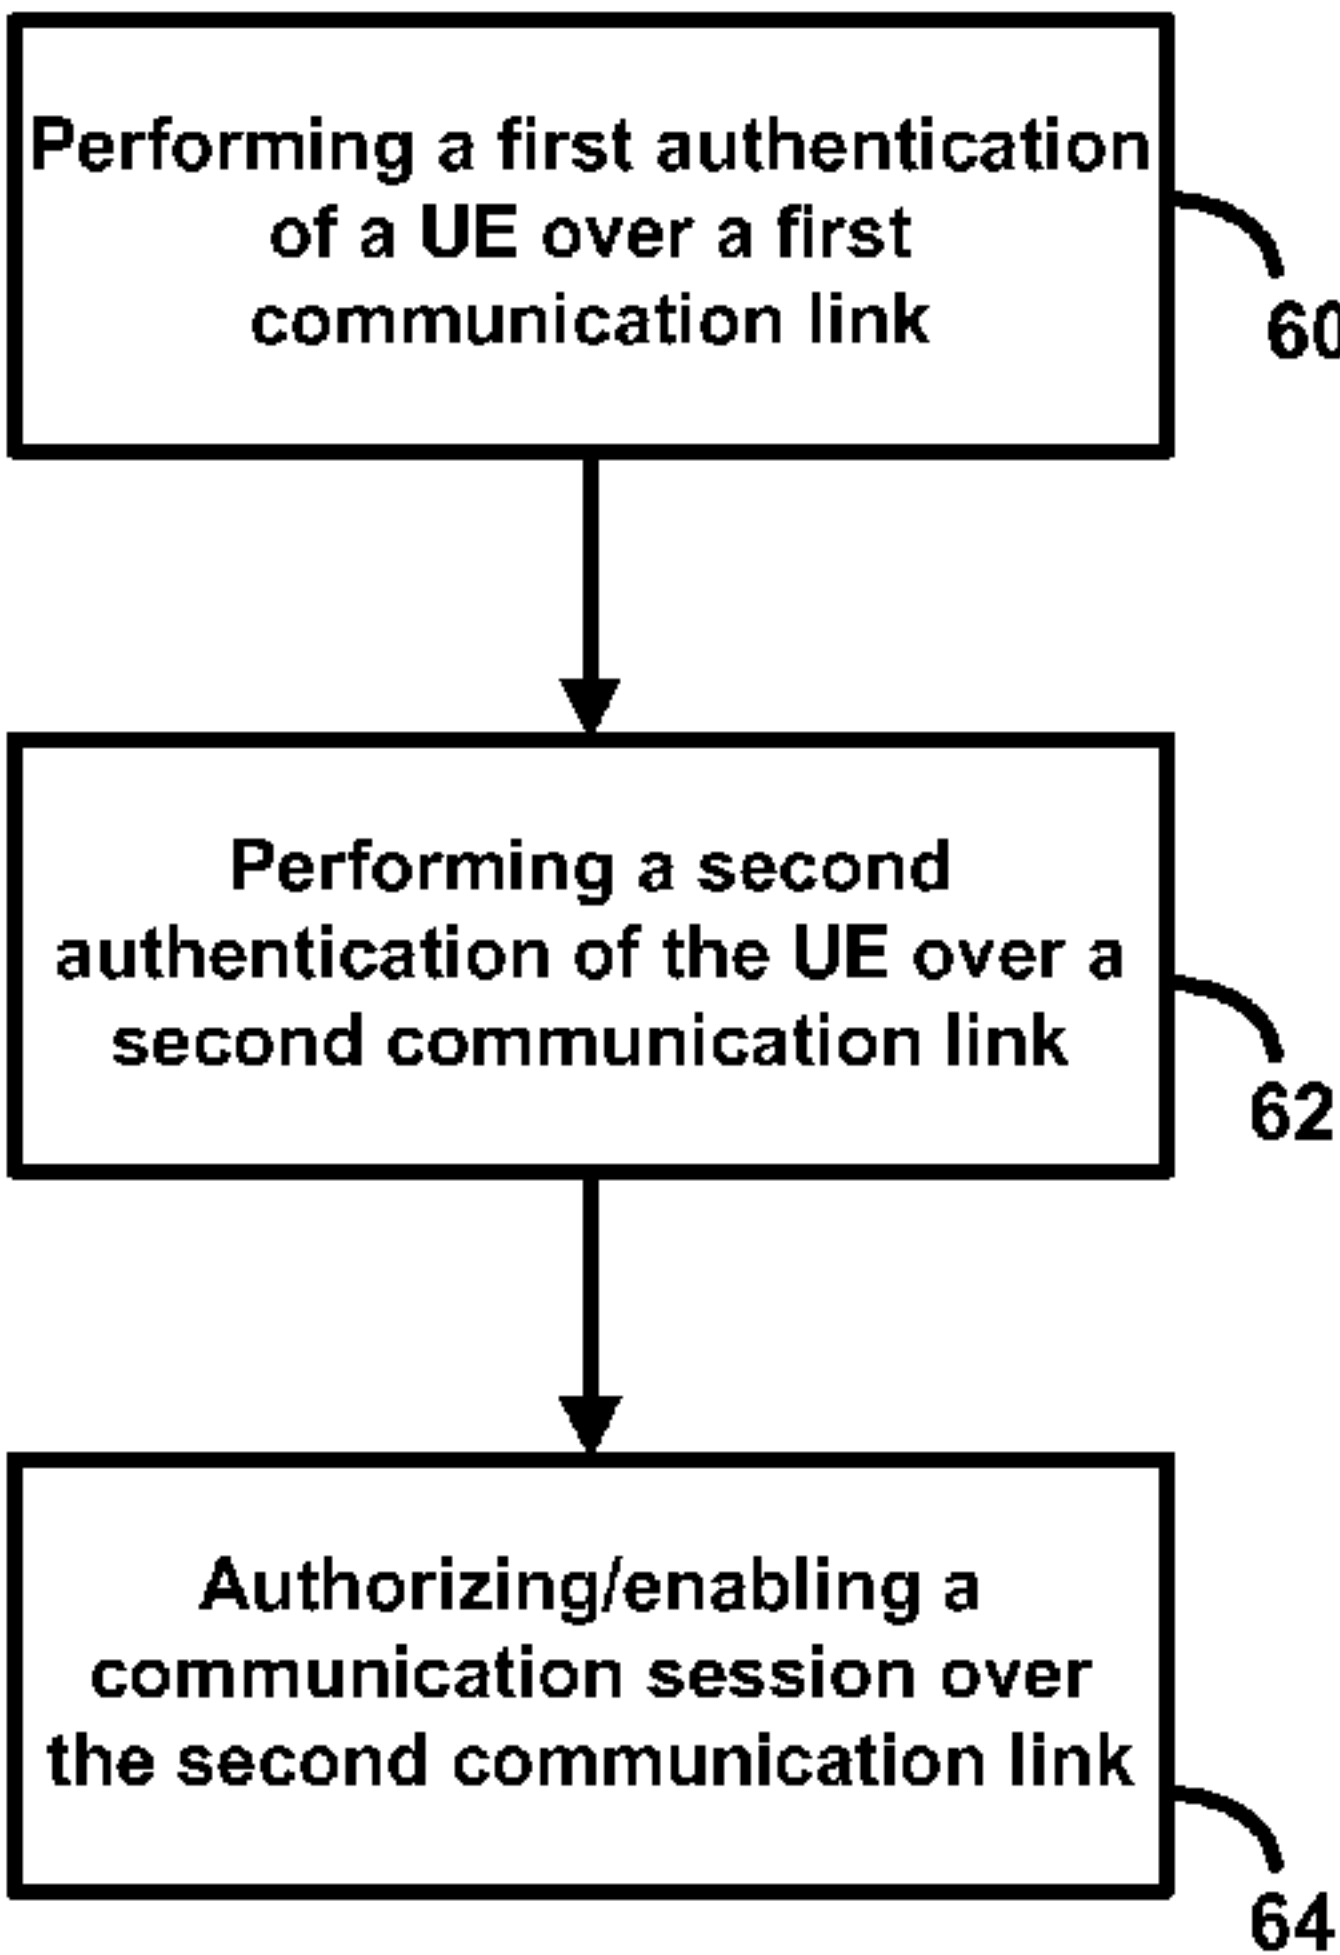 Performing a first authentication
of a UE over a first
communication link
60
Performing a second
authentication of the UE over a
second communication link
62
Authorizing/enabling a
communication session over
the second communication link
64